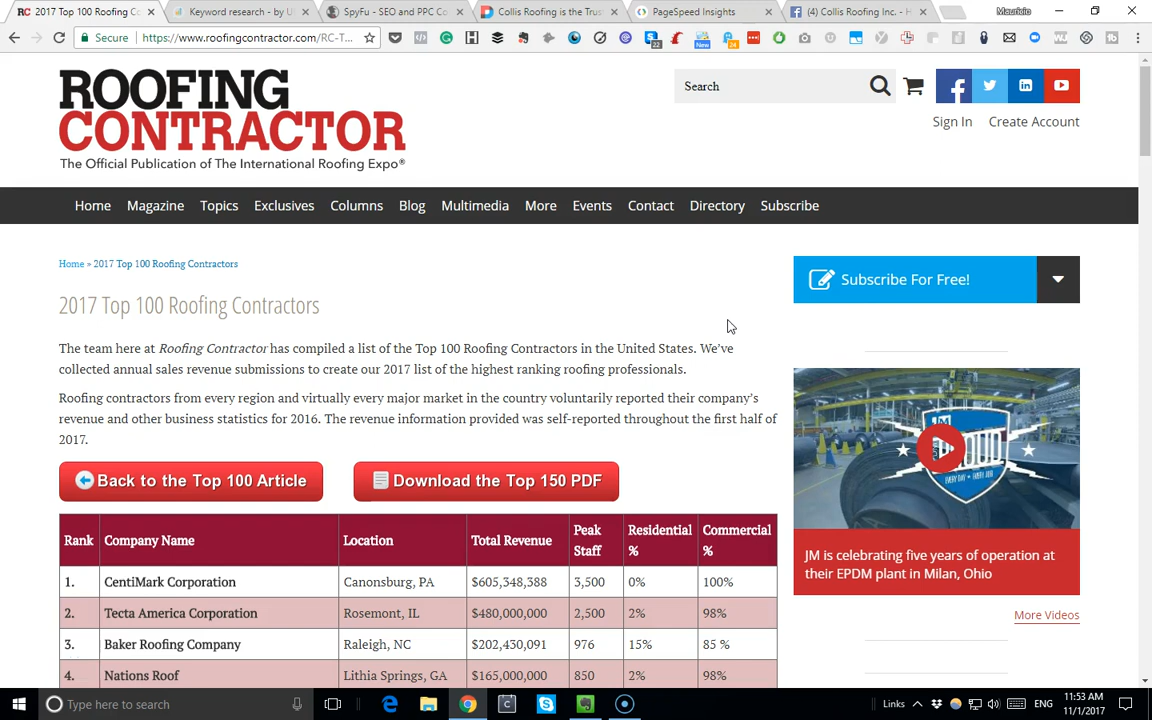 RC 2017 Top 100 Roofing Co
Keyword research - by U
SpyFu - SEO and PPC Co
Collis Roofing is the Trus
PageSpeed Insights
(4) Collis Roofing Inc. - H
Mauricio
Secure
https://www.roofingcontractor.com/RC-T...
22
New
24
ROOFING
CONTRACTOR
The Official Publication of The International Roofing Expo®
Search
Sign In
Create Account
Home
Magazine
Topics
Exclusives
Columns
Blog
Multimedia
More
Events
Contact
Directory
Subscribe
Home » 2017 Top 100 Roofing Contractors
2017 Top 100 Roofing Contractors
The team here at Roofing Contractor has compiled a list of the Top 100 Roofing Contractors in the United States. We've
collected annual sales revenue submissions to create our 2017 list of the highest ranking roofing professionals.
Roofing contractors from every region and virtually every major market in the country voluntarily reported their company's
revenue and other business statistics for 2016. The revenue information provided was self-reported throughout the first half of
2017.
Back to the Top 100 Article
Download the Top 150 PDF
Rank Company Name Location Total Revenue Peak Staff Residential % Commercial %
1. CentiMark Corporation Canonsburg, PA $605,348,388 3,500 0% 100%
2. Tecta America Corporation Rosemont, IL $480,000,000 2,500 2% 98%
3. Baker Roofing Company Raleigh, NC $202,430,091 976 15% 85 %
4. Nations Roof Lithia Springs, GA $165,000,000 850 2% 98%
Subscribe For Free!
JM
PROUD
JM is celebrating five years of operation at
their EPDM plant in Milan, Ohio
More Videos
Type here to search
Links
ENG
11:53 AM
11/1/2017